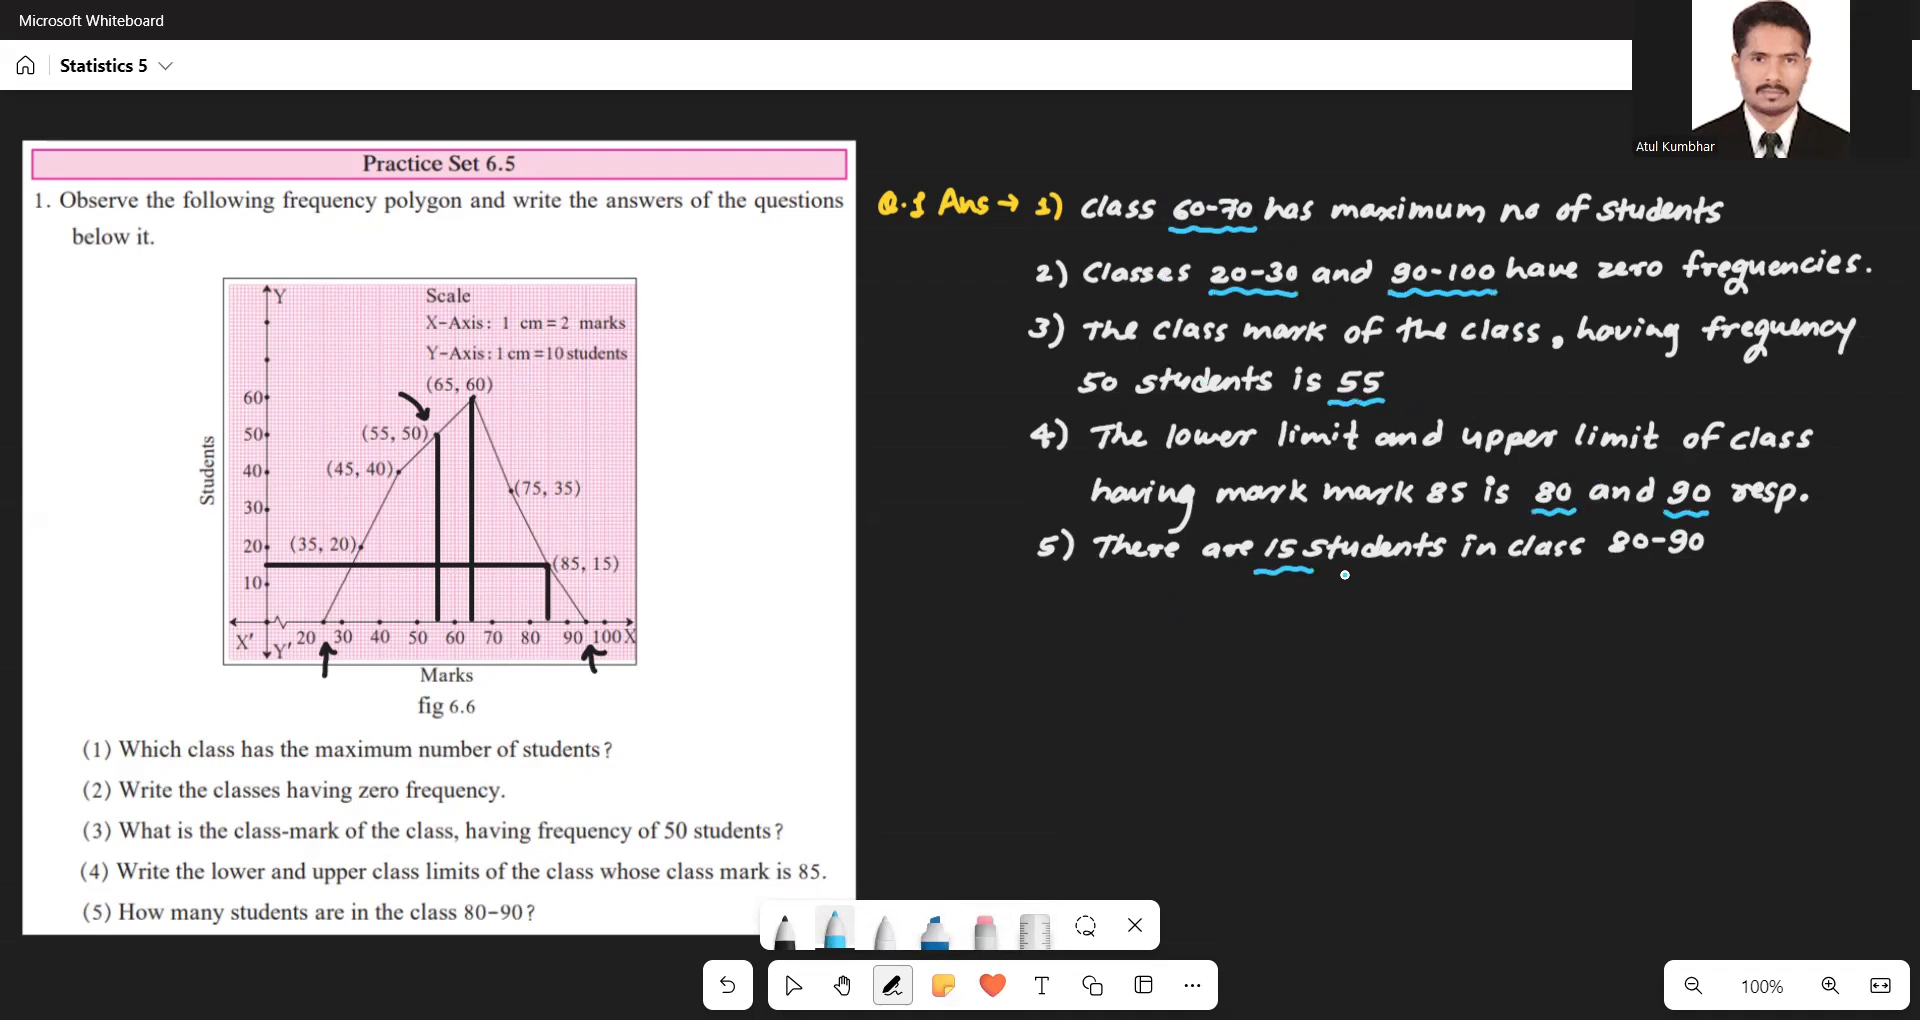 Microsoft Whiteboard
Statistics 5
Atul Kumbhar
Practice Set 6.5
1. Observe the following frequency polygon and write the answers of the questions
below it.
Y
Scale
X-Axis: 1 cm=2 marks
Y-Axis:1 cm=10 students
(65, 60)
60
(55, 50)
50
(45, 40)
40
(75, 35)
30
(35, 20)
20
(85, 15)
10
Students
X' Y' 20 30 40 50 60 70 80 90 100 X
Marks
fig 6.6
(1) Which class has the maximum number of students?
(2) Write the classes having zero frequency.
(3) What is the class-mark of the class, having frequency of 50 students?
(4) Write the lower and upper class limits of the class whose class mark is 85.
(5) How many students are in the class 80-90?
Q.1 Ans → 1) Class 60-70 has maximum no of students
2) Classes 20-30 and 90-100 have zero frequencies.
3) The class mark of the class, having frequency
50 students is 55
4) The lower limit and upper limit of class
having mark mark 85 is 80 and 90 resp.
5) There are 15 students in class 80-90
100%